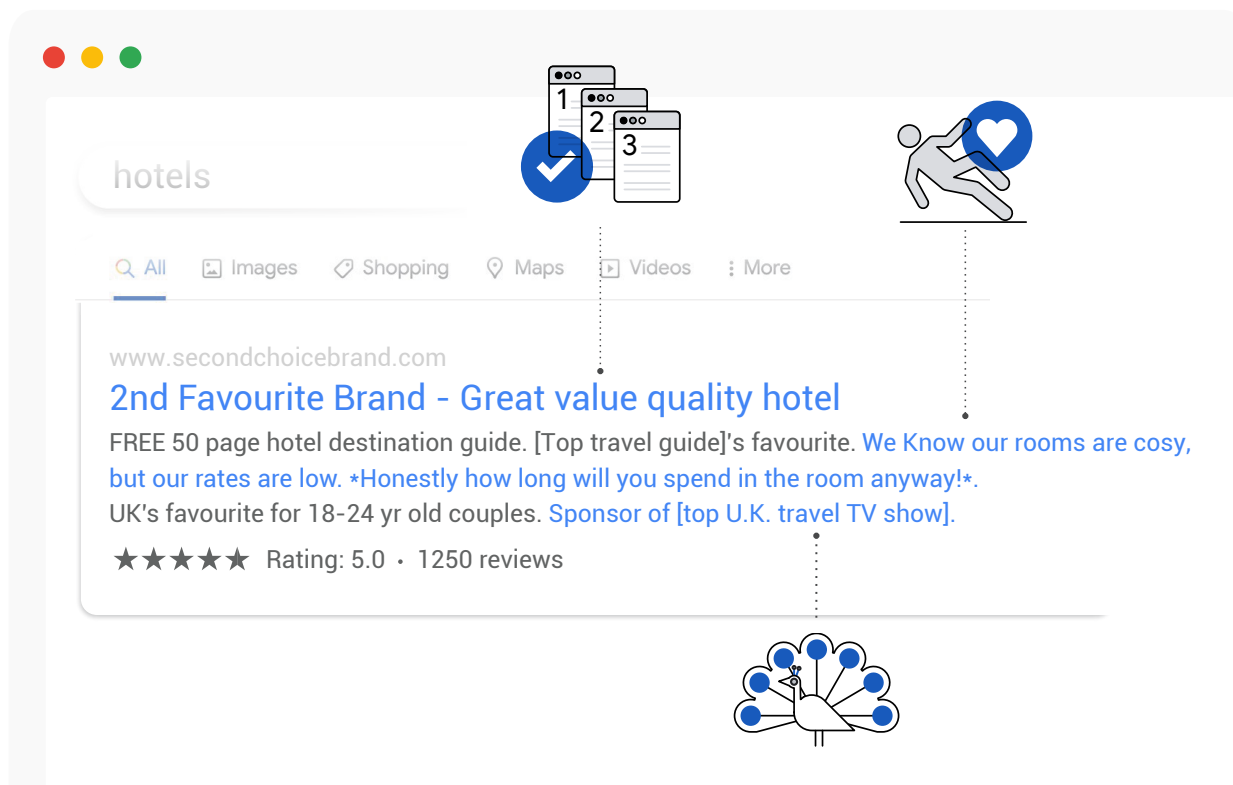 1
2
3
hotels
All Images Shopping Maps Videos More
www.secondchoicebrand.com
2nd Favourite Brand - Great value quality hotel
FREE 50 page hotel destination guide. [Top travel guide]'s favourite. We Know our rooms are cosy,
but our rates are low. *Honestly how long will you spend in the room anyway!*.
UK's favourite for 18-24 yr old couples. Sponsor of [top U.K. travel TV show].
Rating: 5.0 · 1250 reviews